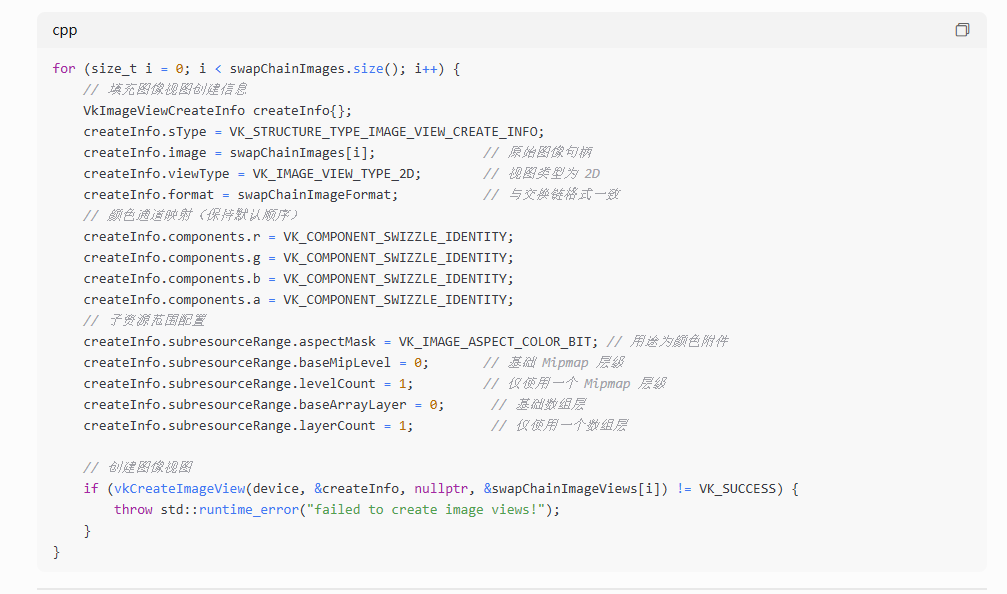 cpp
for (size_t i = 0; i < swapChainImages.size(); i++) {
    // 填充图像视图创建信息
    VkImageViewCreateInfo createInfo{};
    createInfo.sType = VK_STRUCTURE_TYPE_IMAGE_VIEW_CREATE_INFO;
    createInfo.image = swapChainImages[i];              // 原始图像句柄
    createInfo.viewType = VK_IMAGE_VIEW_TYPE_2D;        // 视图类型为 2D
    createInfo.format = swapChainImageFormat;           // 与交换链格式一致
    // 颜色通道映射（保持默认顺序）
    createInfo.components.r = VK_COMPONENT_SWIZZLE_IDENTITY;
    createInfo.components.g = VK_COMPONENT_SWIZZLE_IDENTITY;
    createInfo.components.b = VK_COMPONENT_SWIZZLE_IDENTITY;
    createInfo.components.a = VK_COMPONENT_SWIZZLE_IDENTITY;
    // 子资源范围配置
    createInfo.subresourceRange.aspectMask = VK_IMAGE_ASPECT_COLOR_BIT; // 用途为颜色附件
    createInfo.subresourceRange.baseMipLevel = 0;       // 基础 Mipmap 层级
    createInfo.subresourceRange.levelCount = 1;         // 仅使用一个 Mipmap 层级
    createInfo.subresourceRange.baseArrayLayer = 0;      // 基础数组层
    createInfo.subresourceRange.layerCount = 1;          // 仅使用一个数组层
    // 创建图像视图
    if (vkCreateImageView(device, &createInfo, nullptr, &swapChainImageViews[i]) != VK_SUCCESS) {
        throw std::runtime_error("failed to create image views!");
    }
}